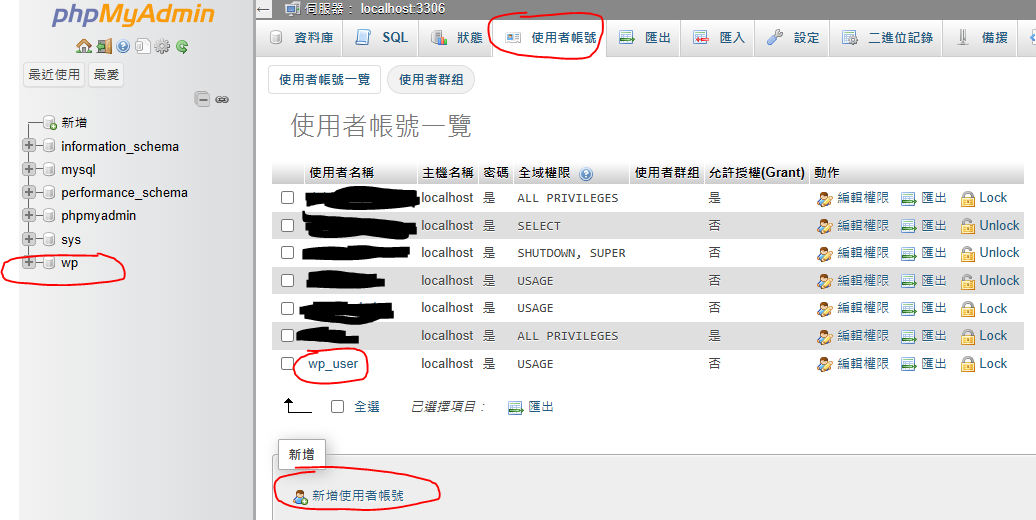 phpMyAdmin
最近使用 最愛
新增
information_schema
mysql
performance_schema
phpmyadmin
sys
wp
伺服器： localhost:3306
資料庫 SQL 狀態 使用者帳號 匯出 匯入 設定 二進位記錄 備援
使用者帳號一覽 使用者群組
使用者帳號一覽
使用者名稱 主機名稱 密碼 全域權限 使用者群組 允許授權(Grant) 動作
localhost 是 ALL PRIVILEGES 是 編輯權限 匯出 Lock
localhost 是 SELECT 否 編輯權限 匯出 Unlock
localhost 是 SHUTDOWN, SUPER 否 編輯權限 匯出 Unlock
localhost 是 USAGE 否 編輯權限 匯出 Unlock
localhost 是 USAGE 否 編輯權限 匯出 Lock
localhost 是 ALL PRIVILEGES 是 編輯權限 匯出 Lock
wp_user localhost 是 USAGE 否 編輯權限 匯出 Lock
全選 已選擇項目： 匯出
新增
新增使用者帳號